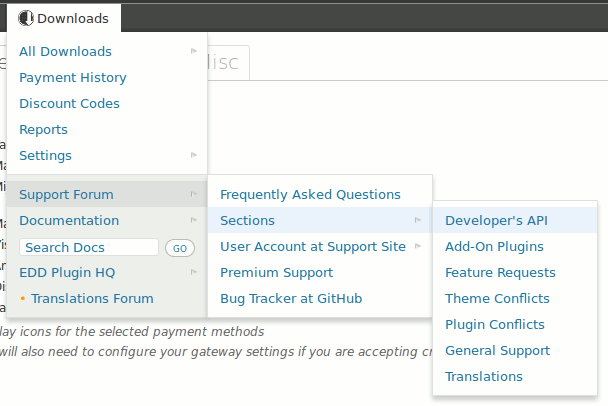 Downloads
All Downloads
Payment History
Discount Codes
Reports
Settings
Support Forum
Documentation
Search Docs GO
EDD Plugin HQ
Translations Forum
Frequently Asked Questions
Sections
User Account at Support Site
Premium Support
Bug Tracker at GitHub
Developer's API
Add-On Plugins
Feature Requests
Theme Conflicts
Plugin Conflicts
General Support
Translations
icons for the selected payment methods
will also need to configure your gateway settings if you are accepting